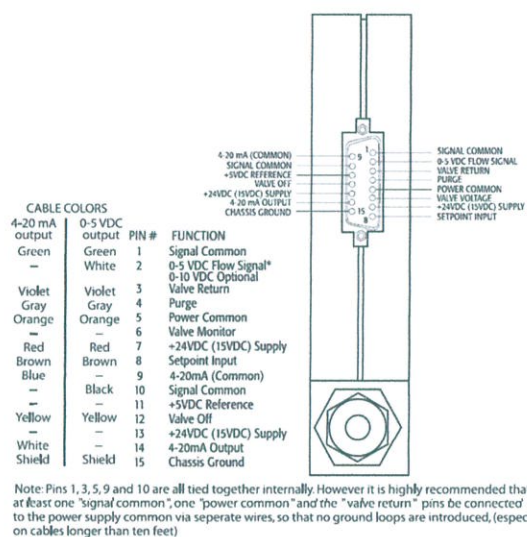 4-20 mA (COMMON)
SIGNAL COMMON
+5VDC REFERENCE
VALVE OFF
+24VDC (15VDC) SUPPLY
4-20 mA OUTPUT
CHASSIS GROUND
9
15
1
8
SIGNAL COMMON
0-5 VDC FLOW SIGNAL
VALVE RETURN
PURGE
POWER COMMON
VALVE VOLTAGE
+24VDC (15VDC) SUPPLY
SETPOINT INPUT
CABLE COLORS
4-20 mA 0-5 VDC
output output PIN # FUNCTION
Green Green 1 Signal Common
– White 2 0-5 VDC Flow Signal*
0-10 VDC Optional
Violet Violet 3 Valve Return
Gray Gray 4 Purge
Orange Orange 5 Power Common
– – 6 Valve Monitor
Red Red 7 +24VDC (15VDC) Supply
Brown Brown 8 Setpoint Input
Blue – 9 4-20mA (Common)
– Black 10 Signal Common
– – 11 +5VDC Reference
Yellow Yellow 12 Valve Off
– – 13 +24VDC (15VDC) Supply
White – 14 4-20mA Output
Shield Shield 15 Chassis Ground
Note: Pins 1, 3, 5, 9 and 10 are all tied together internally. However it is highly recommended tha
at least one "signal common", one "power common" and the "valve return" pins be connected
to the power supply common via seperate wires, so that no ground loops are introduced, (espec
on cables longer than ten feet)